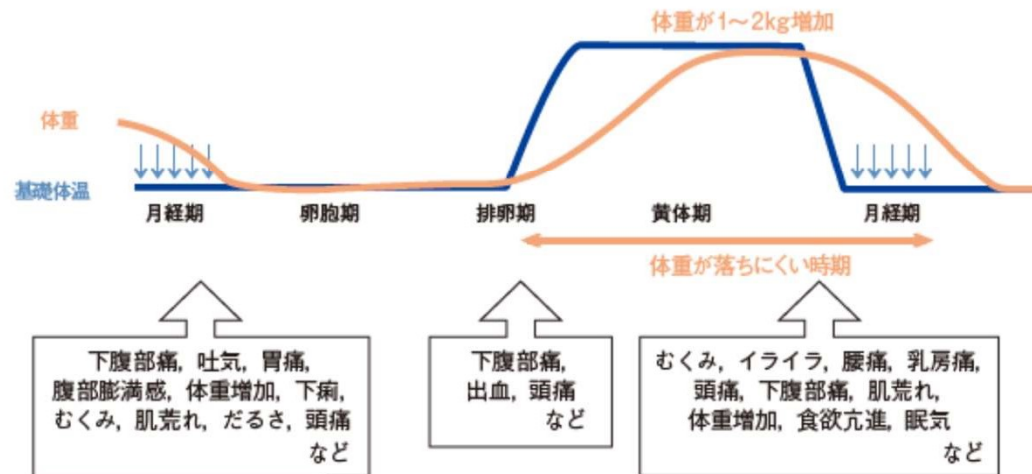 体重が1〜2kg増加
体重
基礎体温
月経期
卵胞期
排卵期
黄体期
月経期
体重が落ちにくい時期
下腹部痛，吐気，胃痛，
腹部膨満感，体重増加，下痢，
むくみ，肌荒れ，だるさ，頭痛
など
下腹部痛，
出血，頭痛
など
むくみ，イライラ，腰痛，乳房痛，
頭痛，下腹部痛，肌荒れ，
体重増加，食欲亢進，眠気
など